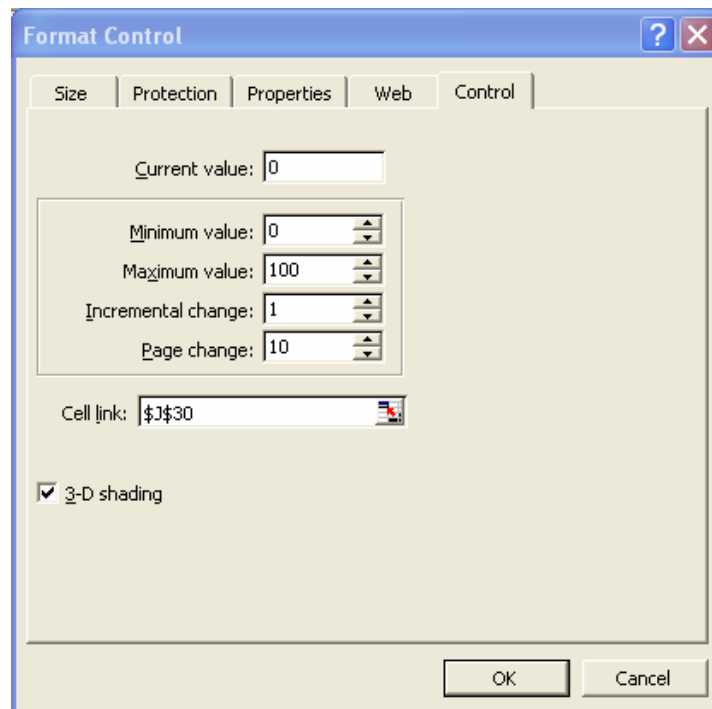 Format Control
Size Protection Properties Web Control
Current value: 0
Minimum value: 0
Maximum value: 100
Incremental change: 1
Page change: 10
Cell link: $J$30
3-D shading
OK Cancel